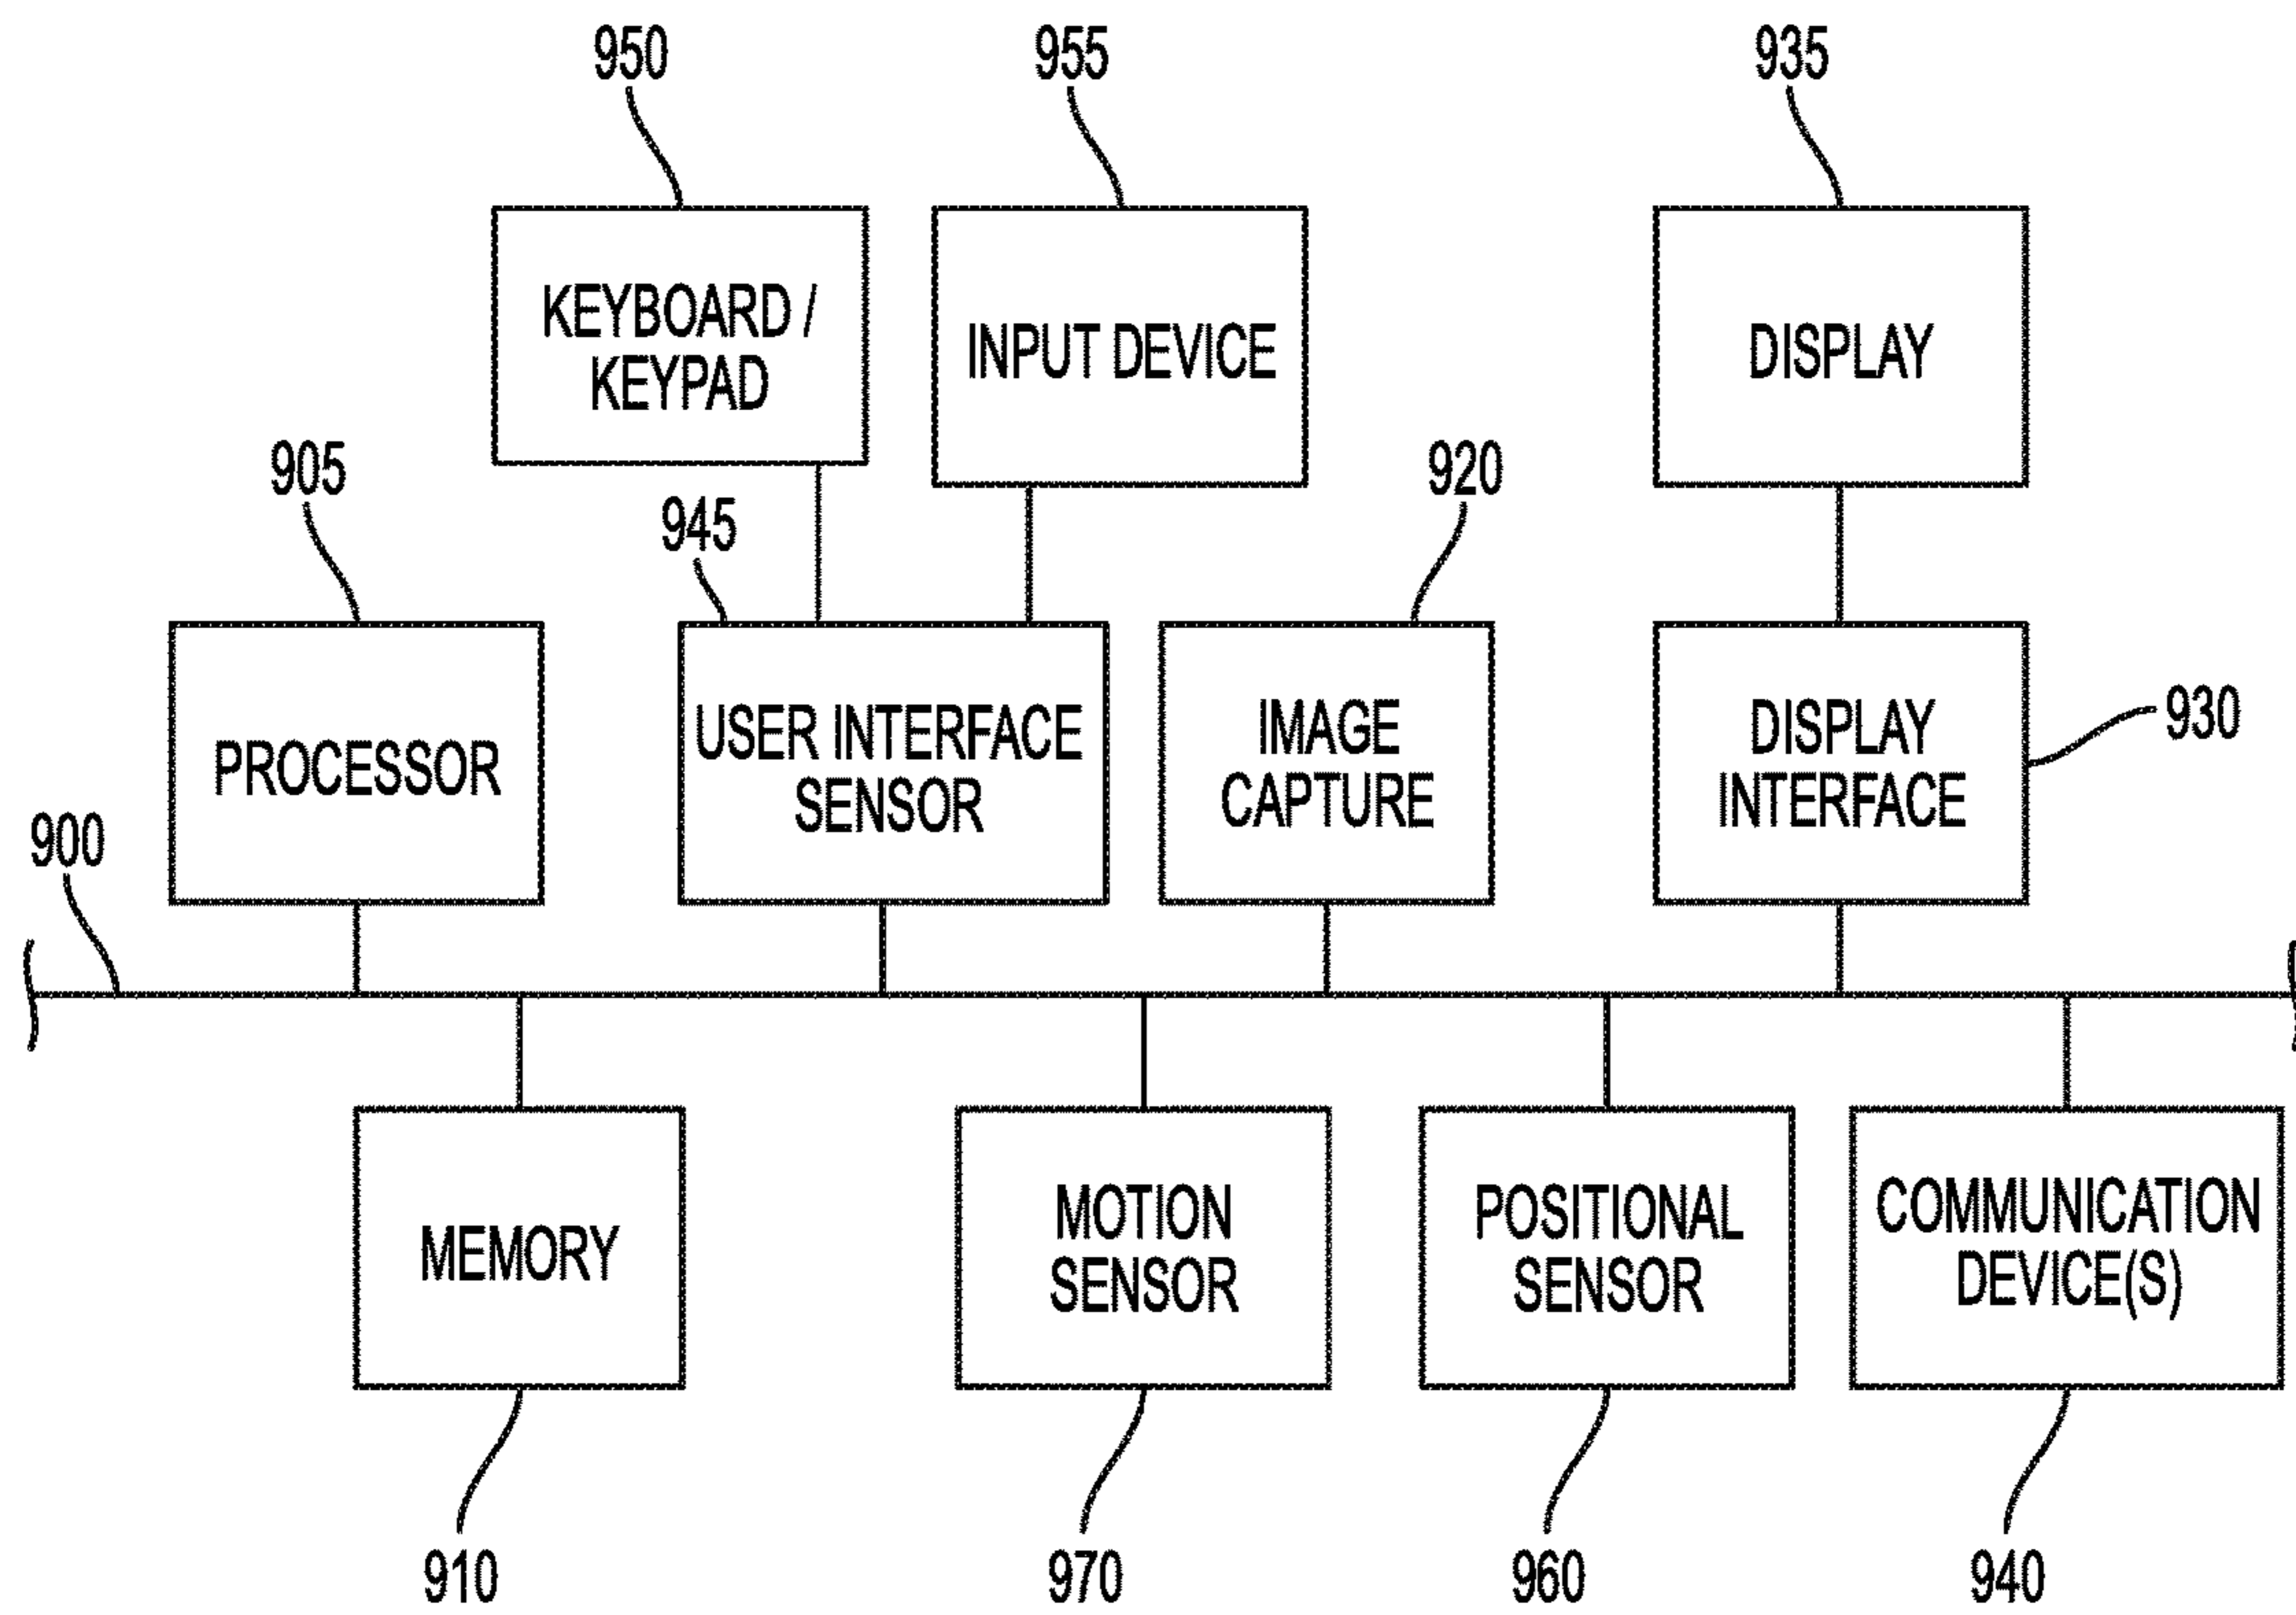 950
955
935
KEYBOARD /
KEYPAD
INPUT DEVICE
DISPLAY
905
945
920
PROCESSOR
USER INTERFACE
SENSOR
IMAGE
CAPTURE
DISPLAY
INTERFACE
930
900
MEMORY
MOTION
SENSOR
POSITIONAL
SENSOR
COMMUNICATION
DEVICE(S)
910
970
960
940